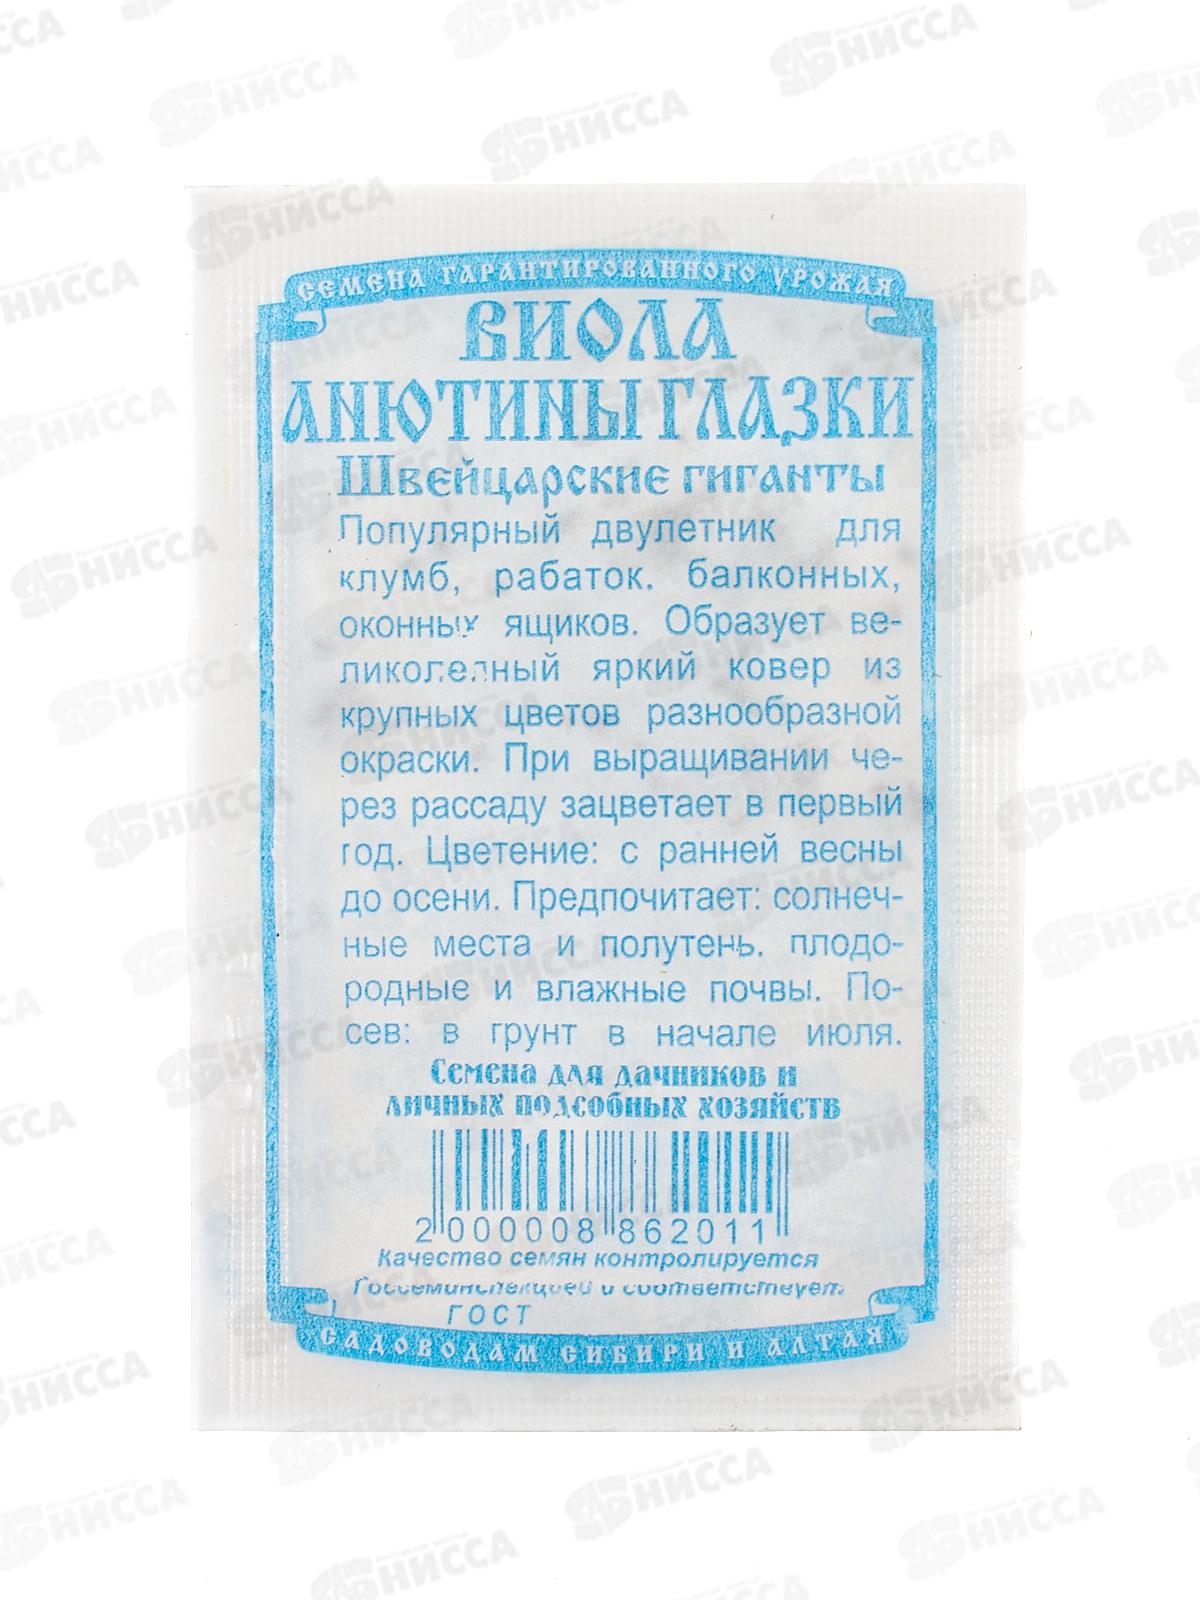 СЕМЕНА ГАРАНТИРОВАННОГО УРОЖАЯ
ВИОЛА
АНЮТИНЫ ГЛАЗКИ
Швейцарские гиганты
Популярный двулетник для
клумб, рабаток. балконных,
оконных ящиков. Образует ве-
ликолепный яркий ковер из
крупных цветов разнообразной
окраски. При выращивании че-
рез рассаду зацветает в первый
год. Цветение: с ранней весны
до осени. Предпочитает: солнеч-
ные места и полутень. плодо-
родные и влажные почвы. По-
сев: в грунт в начале июля.
Семена для дачников и
личных подсобных хозяйств
2 000008 862011
Качество семян контролируется
Госсеминспекцией и соответствует
ГОСТ
САДОВОДАМ СИБИРИ И АЛТАЯ